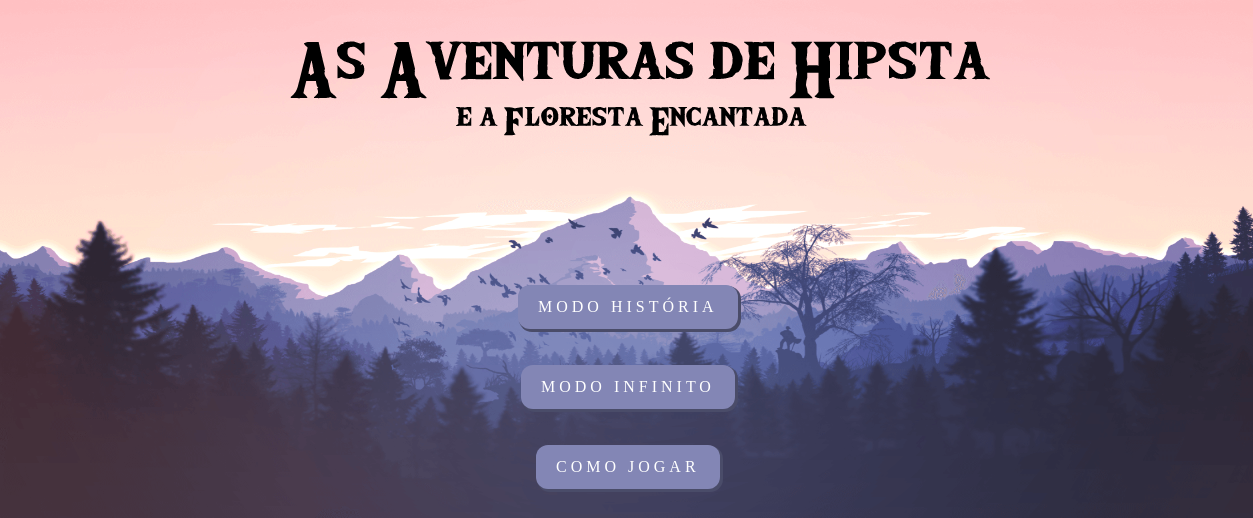 As Aventuras de Hipsta
e a Floresta Encantada
MODO HISTÓRIA
MODO INFINITO
COMO JOGAR